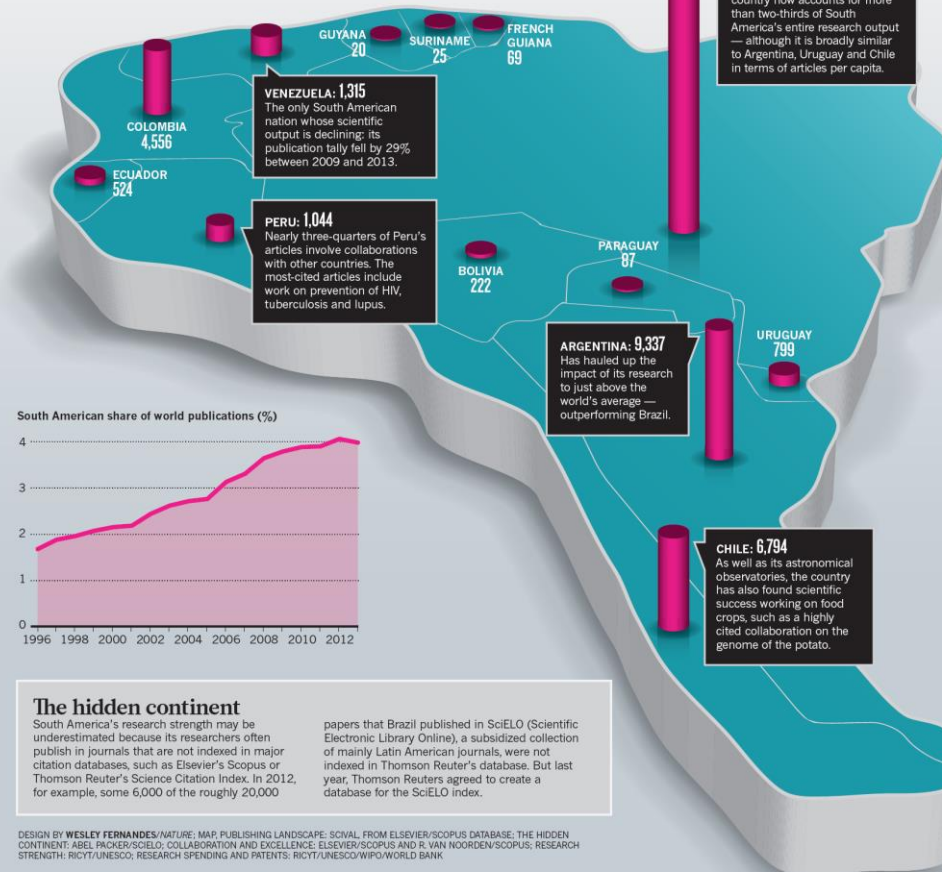 country now accounts for more
than two-thirds of South
America's entire research output
— although it is broadly similar
to Argentina, Uruguay and Chile
in terms of articles per capita.
GUYANA
20
SURINAME
25
FRENCH
GUIANA
69
COLOMBIA
4,556
VENEZUELA: 1,315
The only South American
nation whose scientific
output is declining: its
publication tally fell by 29%
between 2009 and 2013.
ECUADOR
524
PERU: 1,044
Nearly three-quarters of Peru's
articles involve collaborations
with other countries. The
most-cited articles include
work on prevention of HIV,
tuberculosis and lupus.
BOLIVIA
222
PARAGUAY
87
ARGENTINA: 9,337
Has hauled up the
impact of its research
to just above the
world's average —
outperforming Brazil.
URUGUAY
799
CHILE: 6,794
As well as its astronomical
observatories, the country
has also found scientific
success working on food
crops, such as a highly
cited collaboration on the
genome of the potato.
South American share of world publications (%)
4
3
2
1
0
1996 1998 2000 2002 2004 2006 2008 2010 2012
The hidden continent
South America's research strength may be
underestimated because its researchers often
publish in journals that are not indexed in major
citation databases, such as Elsevier's Scopus or
Thomson Reuter's Science Citation Index. In 2012,
for example, some 6,000 of the roughly 20,000
papers that Brazil published in SciELO (Scientific
Electronic Library Online), a subsidized collection
of mainly Latin American journals, were not
indexed in Thomson Reuter's database. But last
year, Thomson Reuters agreed to create a
database for the SciELO index.
DESIGN BY WESLEY FERNANDES/NATURE; MAP, PUBLISHING LANDSCAPE: SCIVAL, FROM ELSEVIER/SCOPUS DATABASE; THE HIDDEN
CONTINENT: ABEL PACKER/SCIELO; COLLABORATION AND EXCELLENCE: ELSEVIER/SCOPUS AND R. VAN NOORDEN/SCOPUS; RESEARCH
STRENGTH: RICYT/UNESCO; RESEARCH SPENDING AND PATENTS: RICYT/UNESCO/WIPO/WORLD BANK